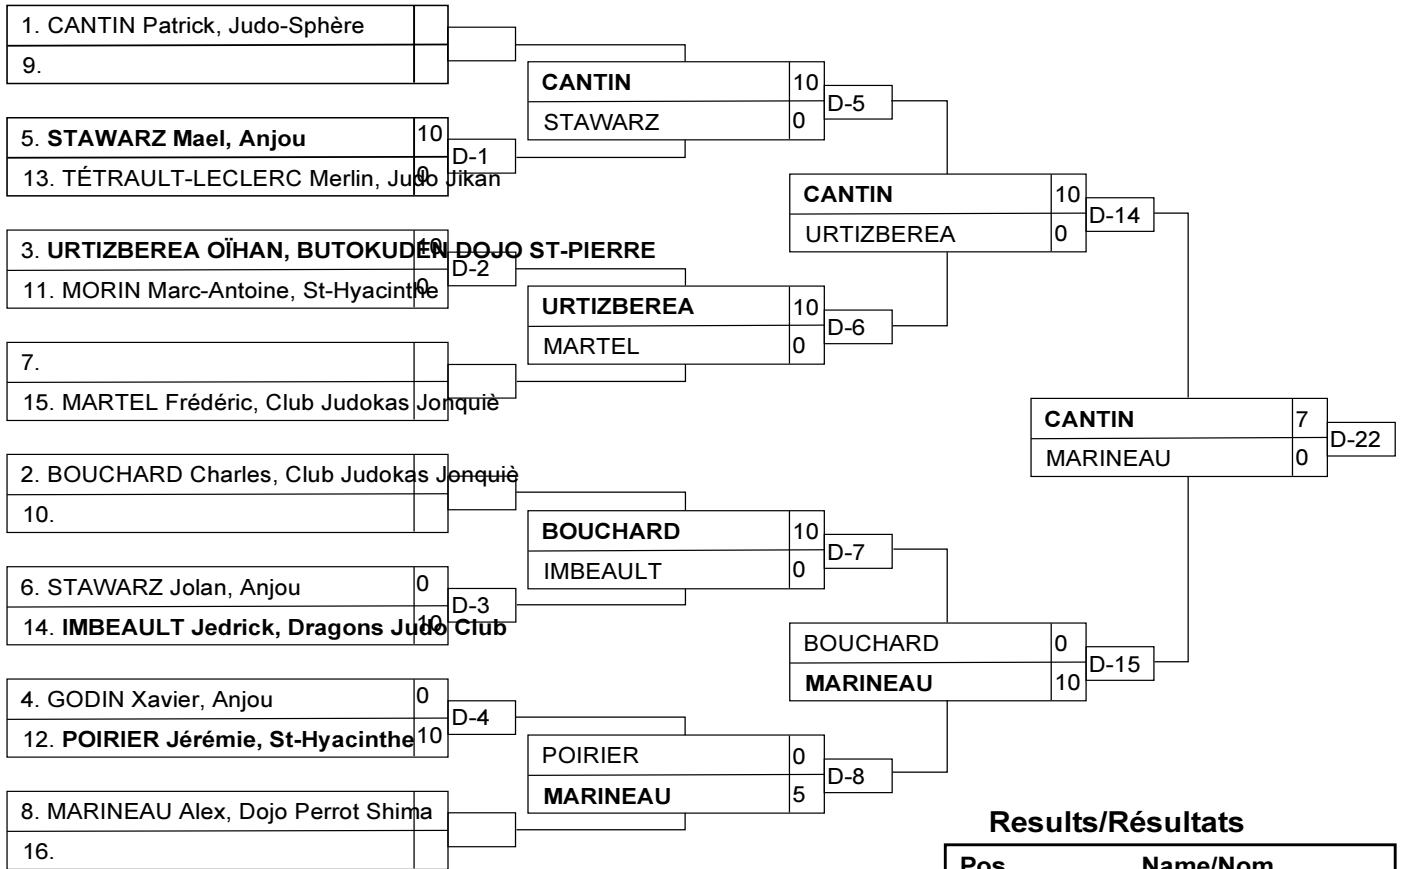 1. CANTIN Patrick, Judo-Sphère
9.
5. STAWARZ Mael, Anjou 10
D-1
13. TÉTRAULT-LECLERC Merlin, Judo Jikan 0
3. URTIZBEREA OÏHAN, BUTOKUDEN DOJO ST-PIERRE 10
D-2
11. MORIN Marc-Antoine, St-Hyacinthe 0
7.
15. MARTEL Frédéric, Club Judokas Jonquiè
2. BOUCHARD Charles, Club Judokas Jonquiè
10.
6. STAWARZ Jolan, Anjou 0
D-3
14. IMBEAULT Jedrick, Dragons Judo Club 10
4. GODIN Xavier, Anjou 0
D-4
12. POIRIER Jérémie, St-Hyacinthe 10
8. MARINEAU Alex, Dojo Perrot Shima
16.
CANTIN 10
D-5
STAWARZ 0
URTIZBEREA 10
D-6
MARTEL 0
BOUCHARD 10
D-7
IMBEAULT 0
POIRIER 0
D-8
MARINEAU 5
CANTIN 10
D-14
URTIZBEREA 0
BOUCHARD 0
D-15
MARINEAU 10
CANTIN 7
D-22
MARINEAU 0
Results/Résultats
Pos Name/Nom